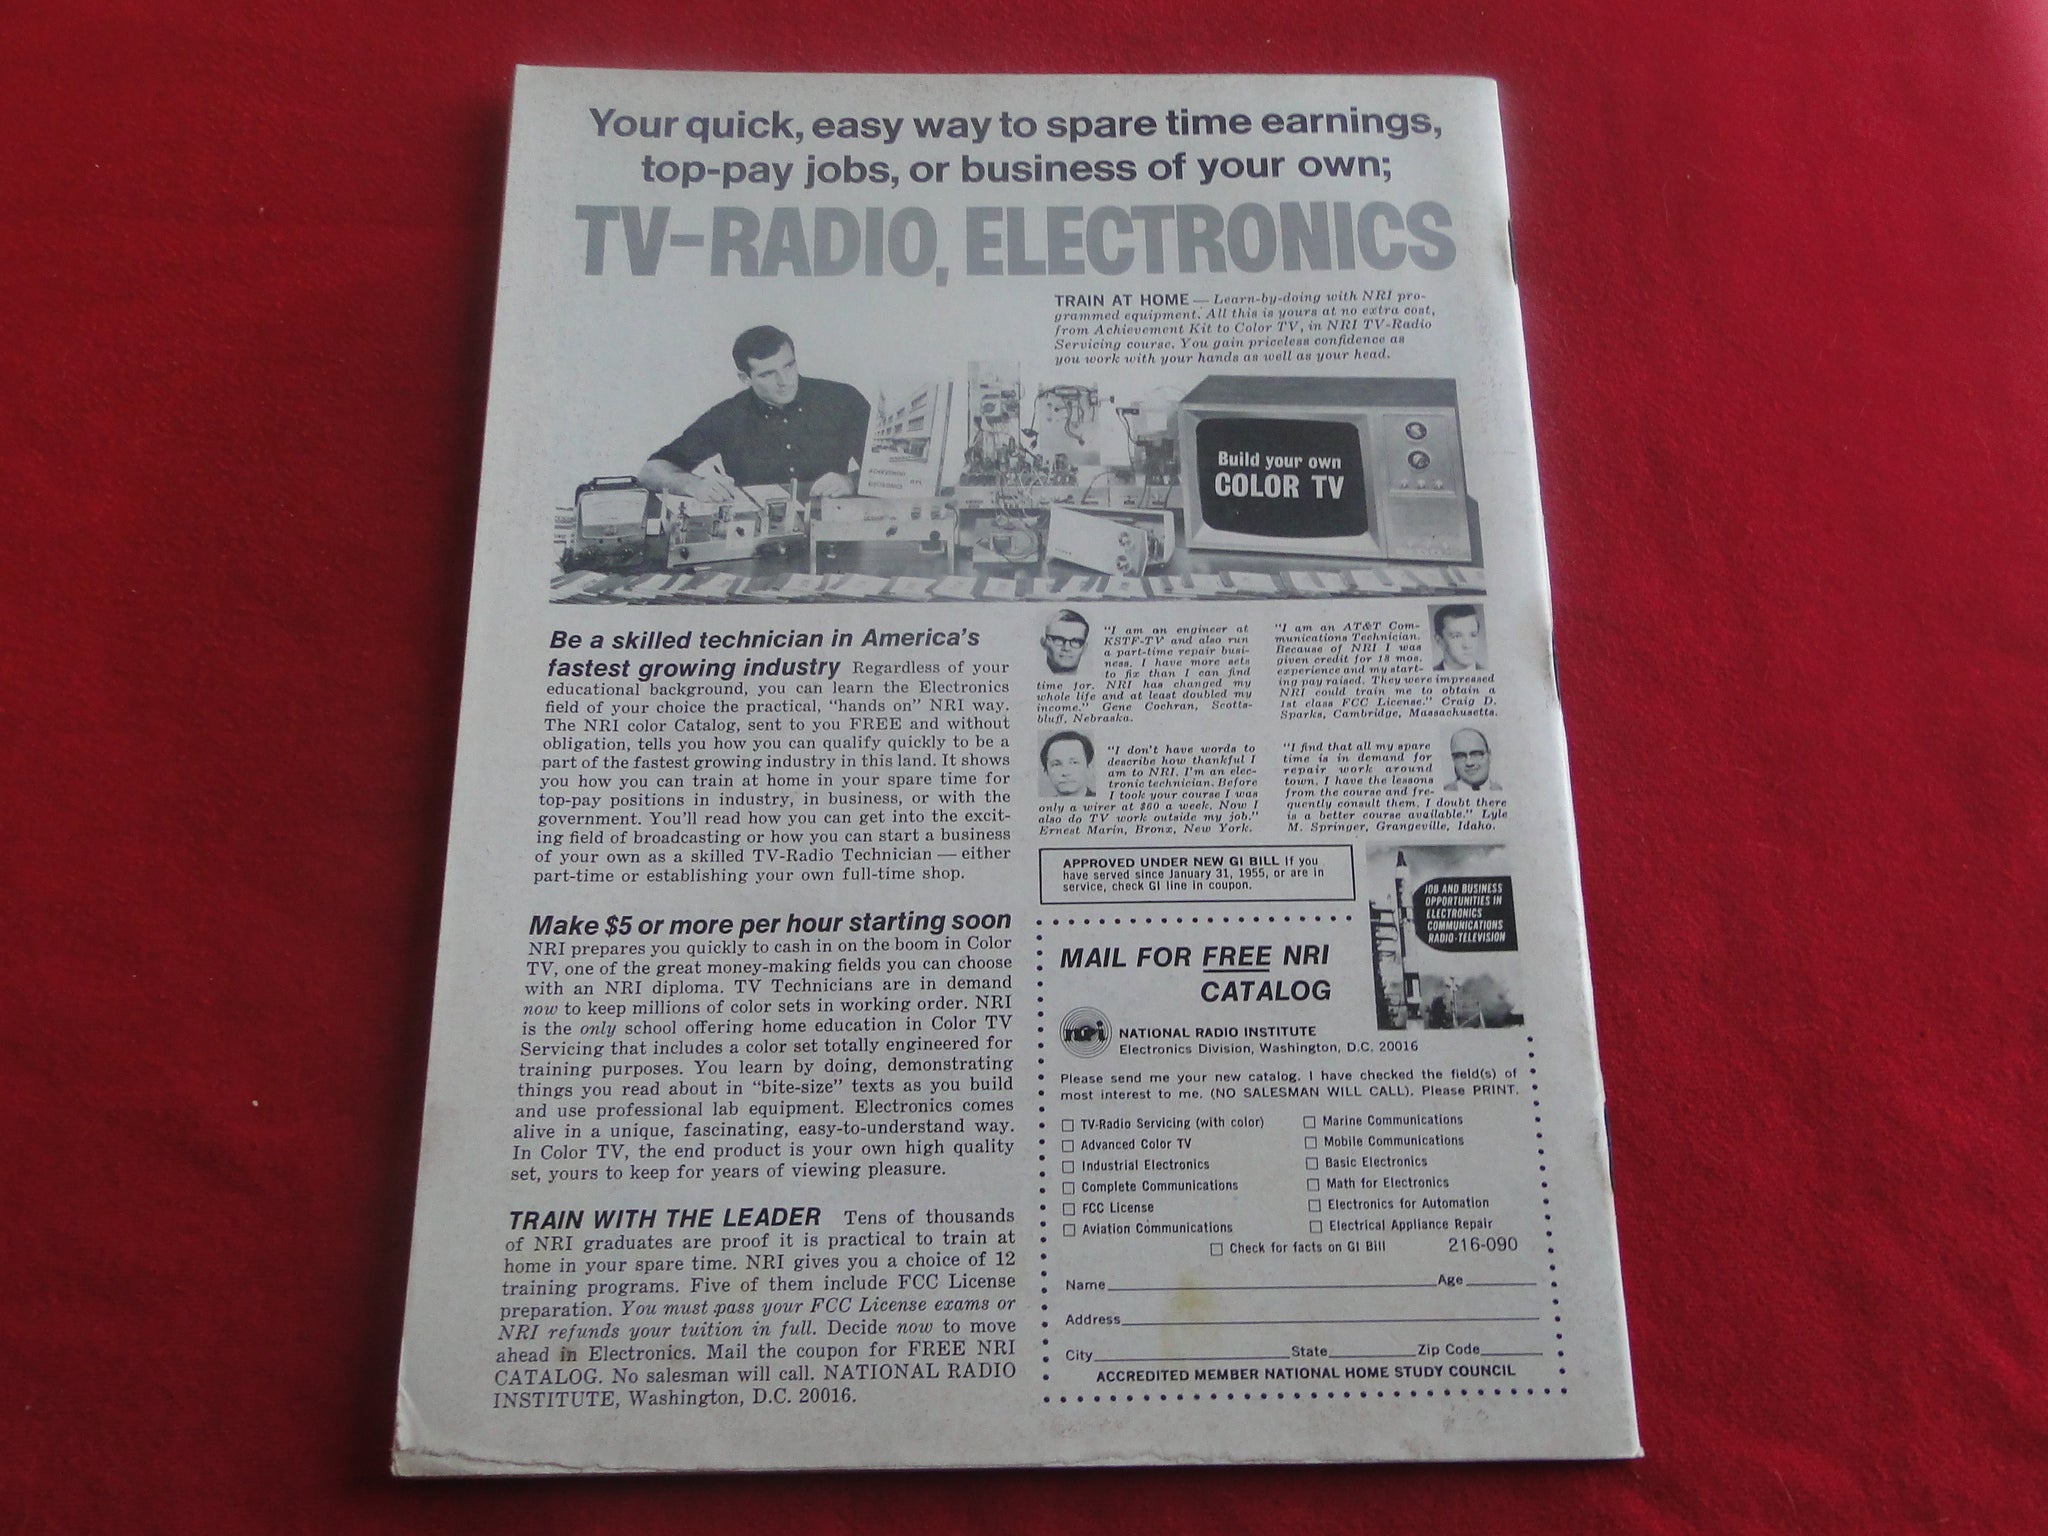 Your quick, easy way to spare time earnings,
top-pay jobs, or business of your own;
TV-RADIO, ELECTRONICS
TRAIN AT HOME — Learn-by-doing with NRI pro-
grammed equipment. All this is yours at no extra cost,
from Achievement Kit to Color TV, in NRI TV-Radio
Servicing course. You gain priceless confidence as
you work with your hands as well as your head.
ACHIEVEMENT
ELECTRONICS
Build your own
COLOR TV
Be a skilled technician in America's
fastest growing industry Regardless of your
educational background, you can learn the Electronics
field of your choice the practical, "hands on" NRI way.
The NRI color Catalog, sent to you FREE and without
obligation, tells you how you can qualify quickly to be a
part of the fastest growing industry in this land. It shows
you how you can train at home in your spare time for
top-pay positions in industry, in business, or with the
government. You'll read how you can get into the excit-
ing field of broadcasting or how you can start a business
of your own as a skilled TV-Radio Technician — either
part-time or establishing your own full-time shop.
Make $5 or more per hour starting soon
NRI prepares you quickly to cash in on the boom in Color
TV, one of the great money-making fields you can choose
with an NRI diploma. TV Technicians are in demand
now to keep millions of color sets in working order. NRI
is the only school offering home education in Color TV
Servicing that includes a color set totally engineered for
training purposes. You learn by doing, demonstrating
things you read about in "bite-size" texts as you build
and use professional lab equipment. Electronics comes
alive in a unique, fascinating, easy-to-understand way.
In Color TV, the end product is your own high quality
set, yours to keep for years of viewing pleasure.
TRAIN WITH THE LEADER Tens of thousands
of NRI graduates are proof it is practical to train at
home in your spare time. NRI gives you a choice of 12
training programs. Five of them include FCC License
preparation. You must pass your FCC License exams or
NRI refunds your tuition in full. Decide now to move
ahead in Electronics. Mail the coupon for FREE NRI
CATALOG. No salesman will call. NATIONAL RADIO
INSTITUTE, Washington, D.C. 20016.
"I am an engineer at
KSTF-TV and also run
a part-time repair busi-
ness. I have more sets
to fix than I can find
time for. NRI has changed my
whole life and at least doubled my
income." Gene Cochran, Scotts-
bluff, Nebraska.
"I am an AT&T Com-
munications Technician.
Because of NRI I was
given credit for 18 mos.
experience and my start-
ing pay raised. They were impressed
NRI could train me to obtain a
1st class FCC License." Craig D.
Sparks, Cambridge, Massachusetts.
"I don't have words to
describe how thankful I
am to NRI. I'm an elec-
tronic technician. Before
I took your course I was
only a wirer at $60 a week. Now I
also do TV work outside my job."
Ernest Marin, Bronx, New York.
"I find that all my spare
time is in demand for
repair work around
town. I have the lessons
from the course and fre-
quently consult them. I doubt there
is a better course available." Lyle
M. Springer, Grangeville, Idaho.
APPROVED UNDER NEW GI BILL If you
have served since January 31, 1955, or are in
service, check GI line in coupon.
JOB AND BUSINESS
OPPORTUNITIES IN
ELECTRONICS
COMMUNICATIONS
RADIO-TELEVISION
MAIL FOR FREE NRI
CATALOG
nri
NATIONAL RADIO INSTITUTE
Electronics Division, Washington, D.C. 20016
Please send me your new catalog. I have checked the field(s) of
most interest to me. (NO SALESMAN WILL CALL). Please PRINT.
TV-Radio Servicing (with color)
Advanced Color TV
Industrial Electronics
Complete Communications
FCC License
Aviation Communications
Marine Communications
Mobile Communications
Basic Electronics
Math for Electronics
Electronics for Automation
Electrical Appliance Repair
Check for facts on GI Bill 216-090
Name Age
Address
City State Zip Code
ACCREDITED MEMBER NATIONAL HOME STUDY COUNCIL